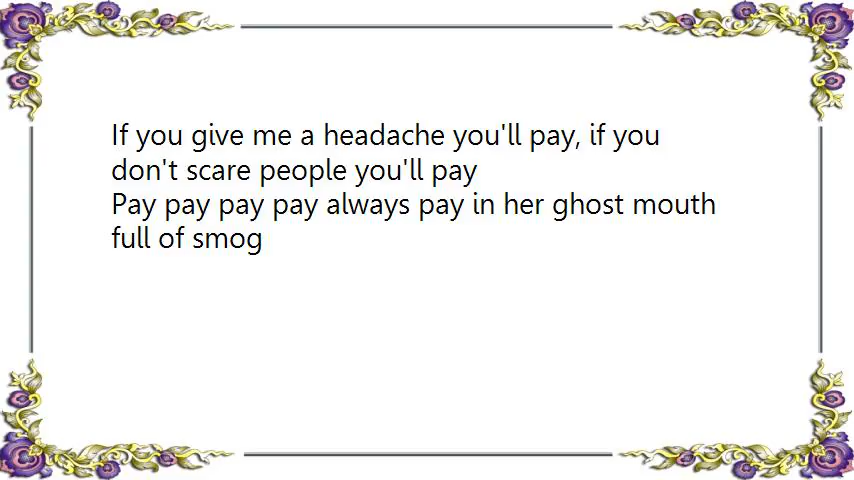 If you give me a headache you'll pay, if you
don't scare people you'll pay
Pay pay pay pay always pay in her ghost mouth
full of smog